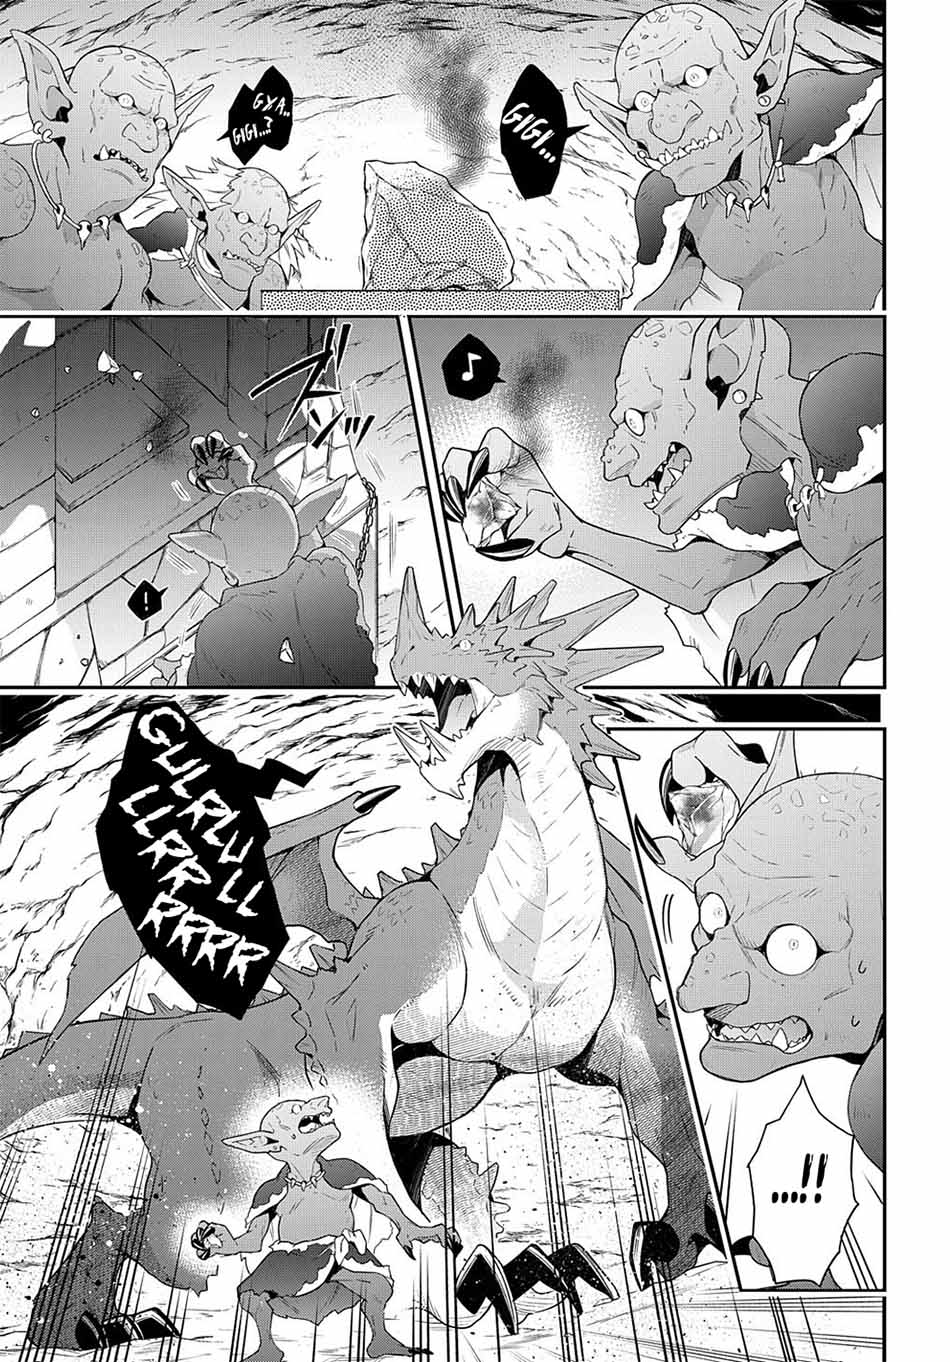 GIGI...
GYA..
GIGI...?
♪
ズ
ンッ
!
.....!!
GULRULL
LLRR
RRRR